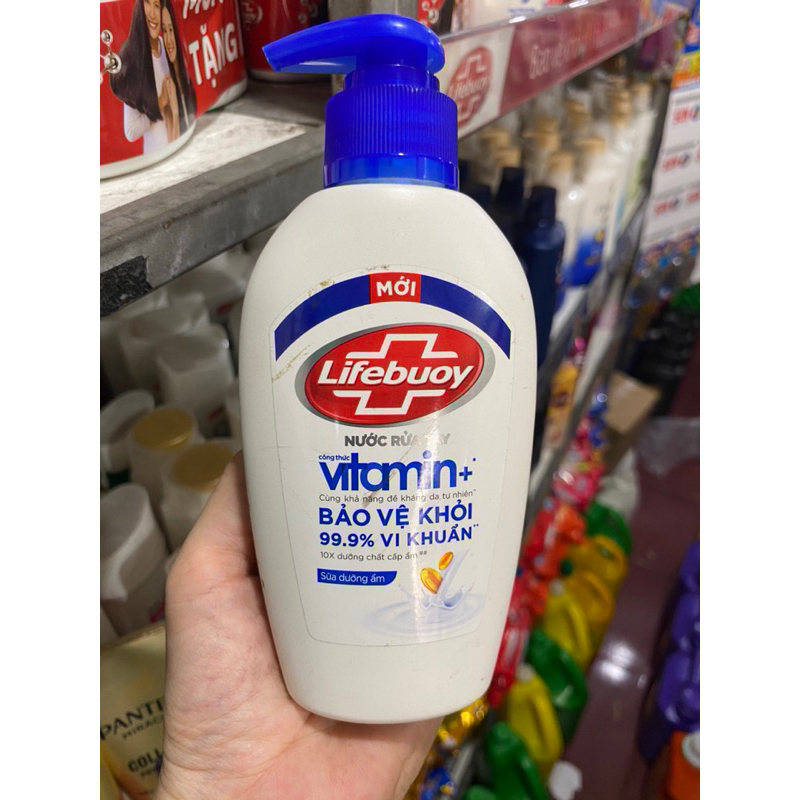 TẶNG
MỚI
Lifebuoy
NƯỚC RỬA TAY
công thức
vitamin+*
Cùng khả năng đề kháng da tự nhiên*
BẢO VỆ KHỎI
99.9% VI KHUẨN**
10X dưỡng chất cấp ẩm##
Sữa dưỡng ẩm